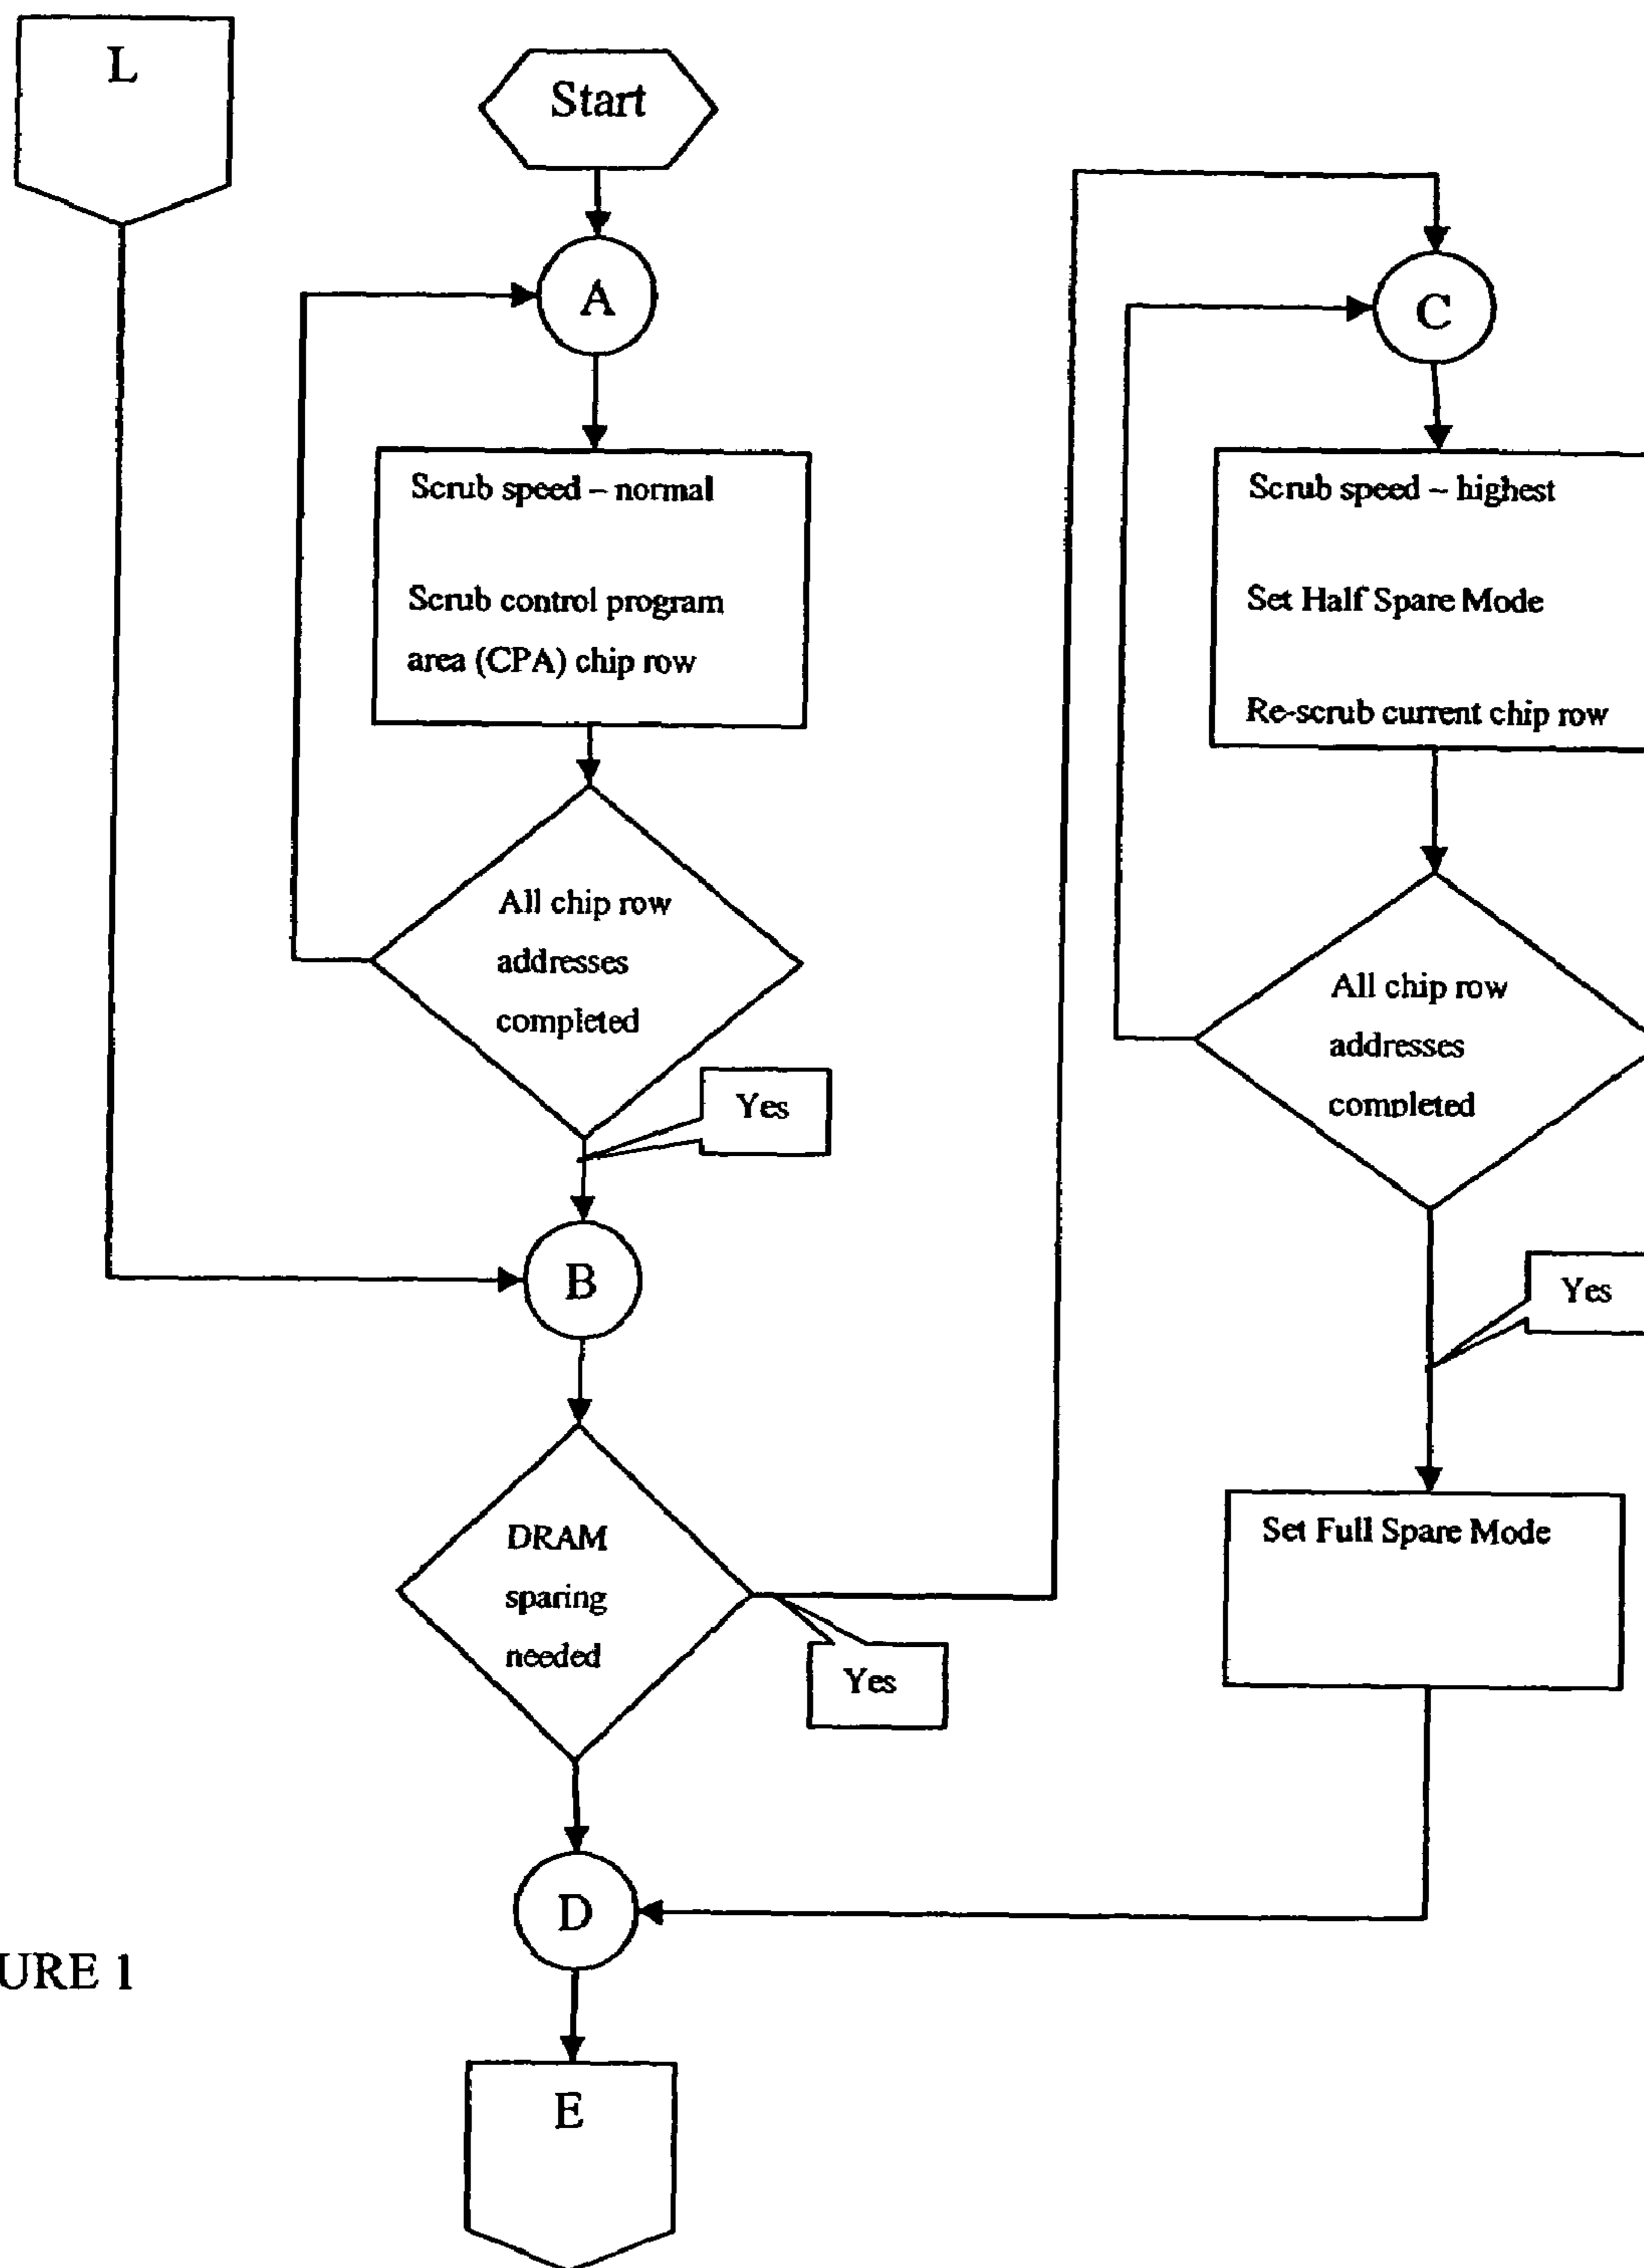 L
Start
A
C
Scrub speed – normal
Scrub control program
area (CPA) chip row
Scrub speed – highest
Set Half Spare Mode
Re-scrub current chip row
All chip row
addresses
completed
Yes
All chip row
addresses
completed
B
Yes
DRAM
sparing
needed
Yes
Set Full Spare Mode
D
URE 1
E